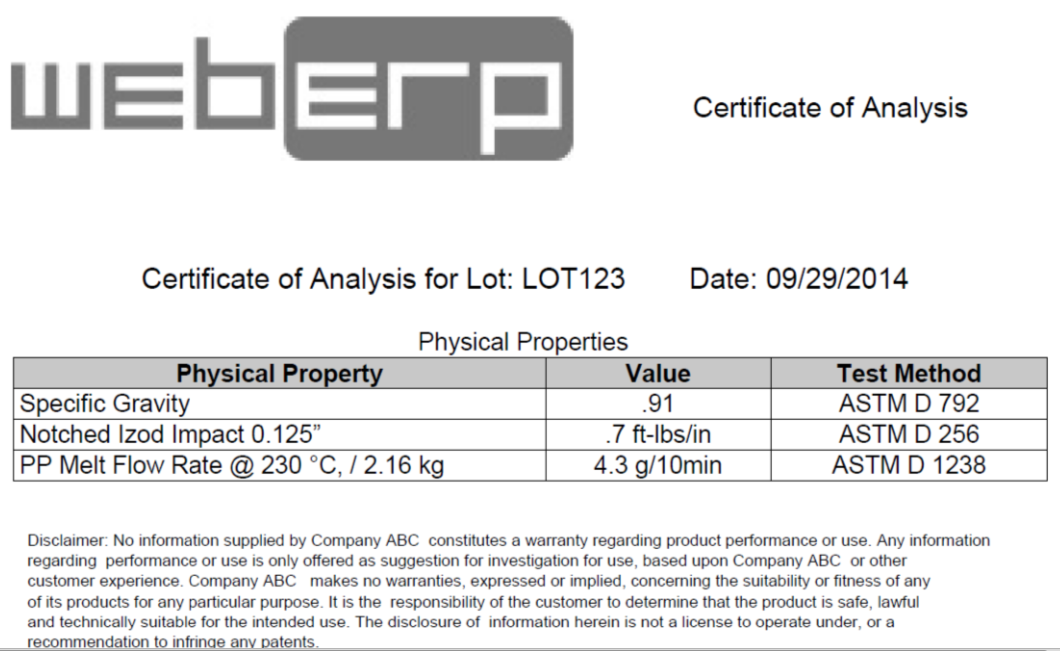 weberp
Certificate of Analysis
Certificate of Analysis for Lot: LOT123 Date: 09/29/2014
Physical Properties
Physical Property Value Test Method
Specific Gravity .91 ASTM D 792
Notched Izod Impact 0.125” .7 ft-lbs/in ASTM D 256
PP Melt Flow Rate @ 230 °C, / 2.16 kg 4.3 g/10min ASTM D 1238
Disclaimer: No information supplied by Company ABC constitutes a warranty regarding product performance or use. Any information
regarding performance or use is only offered as suggestion for investigation for use, based upon Company ABC or other
customer experience. Company ABC makes no warranties, expressed or implied, concerning the suitability or fitness of any
of its products for any particular purpose. It is the responsibility of the customer to determine that the product is safe, lawful
and technically suitable for the intended use. The disclosure of information herein is not a license to operate under, or a
recommendation to infringe any patents.